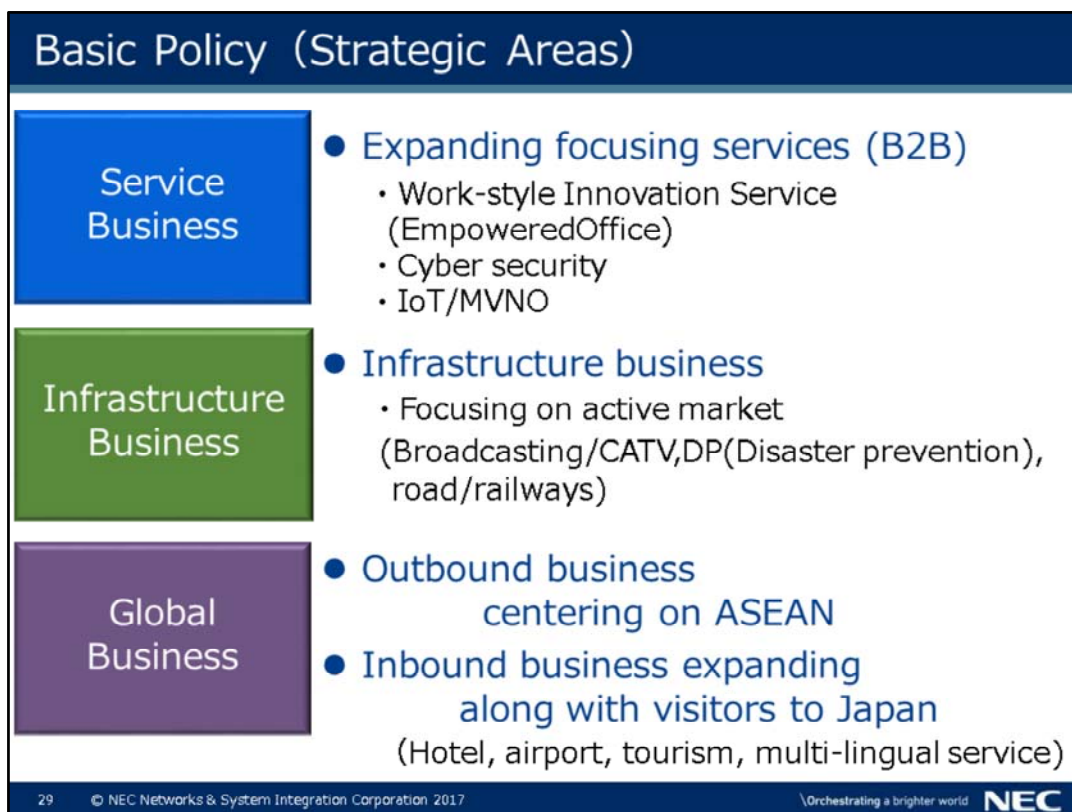 Basic Policy（Strategic Areas）
Service
Business
● Expanding focusing services (B2B)
・Work-style Innovation Service
(EmpoweredOffice)
・Cyber security
・IoT/MVNO
Infrastructure
Business
● Infrastructure business
・Focusing on active market
(Broadcasting/CATV,DP(Disaster prevention),
road/railways)
Global
Business
● Outbound business
centering on ASEAN
● Inbound business expanding
along with visitors to Japan
(Hotel, airport, tourism, multi-lingual service)
29 © NEC Networks & System Integration Corporation 2017
\Orchestrating a brighter world NEC